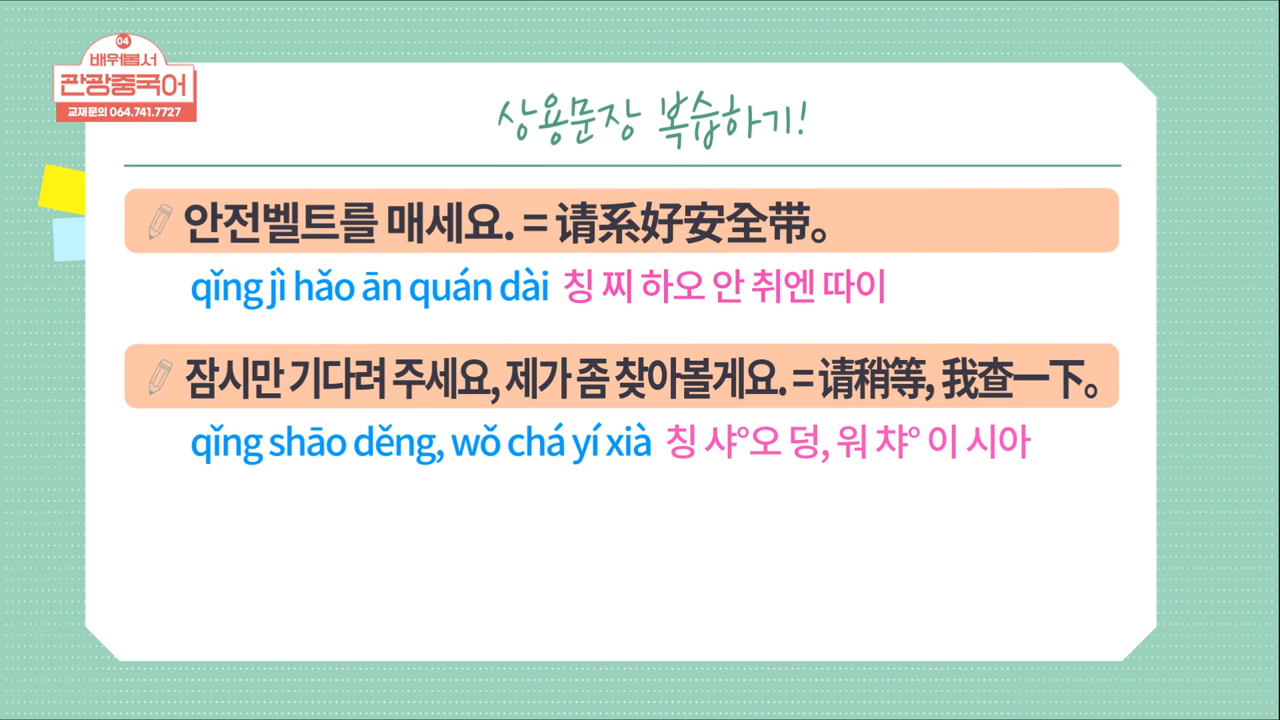 04
배워봅서
관광중국어
교재문의 064.741.7727
상용문장 복습하기!
안전벨트를 매세요. = 请系好安全带。
qǐng jì hǎo ān quán dài 칭 찌 하오 안 취엔 따이
잠시만 기다려 주세요, 제가 좀 찾아볼게요. = 请稍等, 我查一下。
qǐng shāo děng, wǒ chá yí xià 칭 샤°오 덩, 워 챠° 이 시아